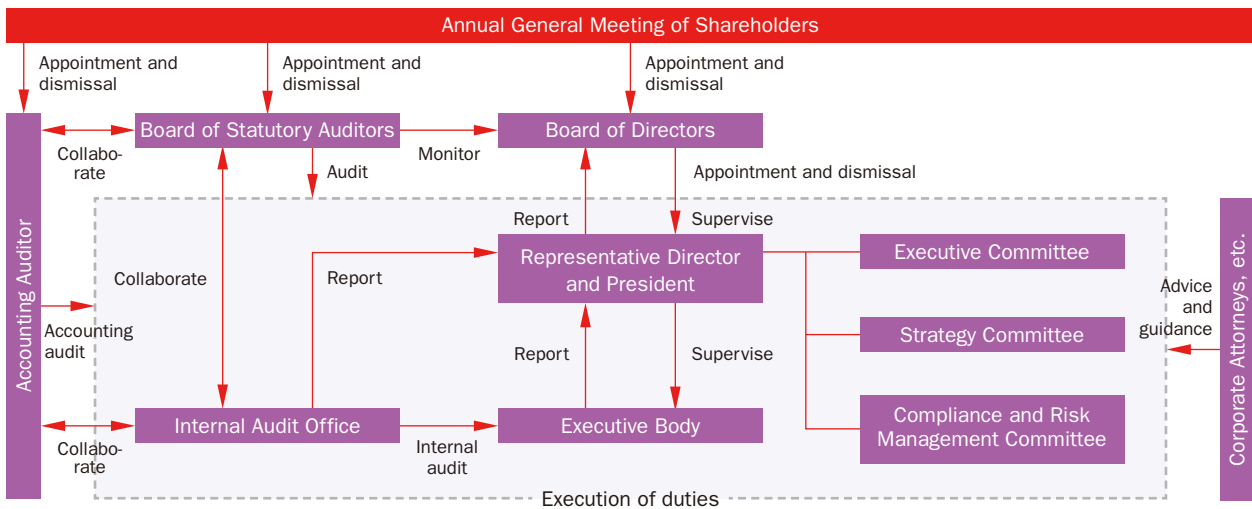 Annual General Meeting of Shareholders
Appointment and
dismissal
Appointment and
dismissal
Appointment and
dismissal
Board of Statutory Auditors
Board of Directors
Collabo-
rate
Monitor
Audit
Appointment and dismissal
Accounting Auditor
Report
Supervise
Representative Director
and President
Executive Committee
Corporate Attorneys, etc.
Collaborate
Report
Advice
and
guidance
Accounting
audit
Report
Supervise
Strategy Committee
Internal Audit Office
Executive Body
Compliance and Risk
Management Committee
Collabo-
rate
Internal
audit
Execution of duties